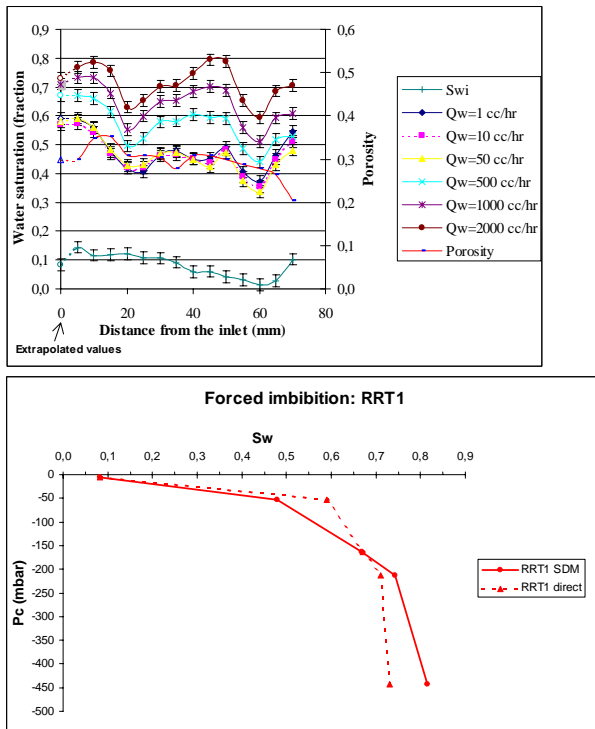 0,9
0,8
0,7
0,6
0,5
0,4
0,3
0,2
0,1
0,0
Water saturation (fraction
0,6
0,5
0,4
0,3
0,2
0,1
0,0
Porosity
0 20 40 60 80
Distance from the inlet (mm)
Extrapolated values
Swi
Qw=1 cc/hr
Qw=10 cc/hr
Qw=50 cc/hr
Qw=500 cc/hr
Qw=1000 cc/hr
Qw=2000 cc/hr
Porosity
Forced imbibition: RRT1
Sw
0,0 0,1 0,2 0,3 0,4 0,5 0,6 0,7 0,8 0,9
0
-50
-100
-150
-200
-250
-300
-350
-400
-450
-500
Pc (mbar)
RRT1 SDM
RRT1 direct